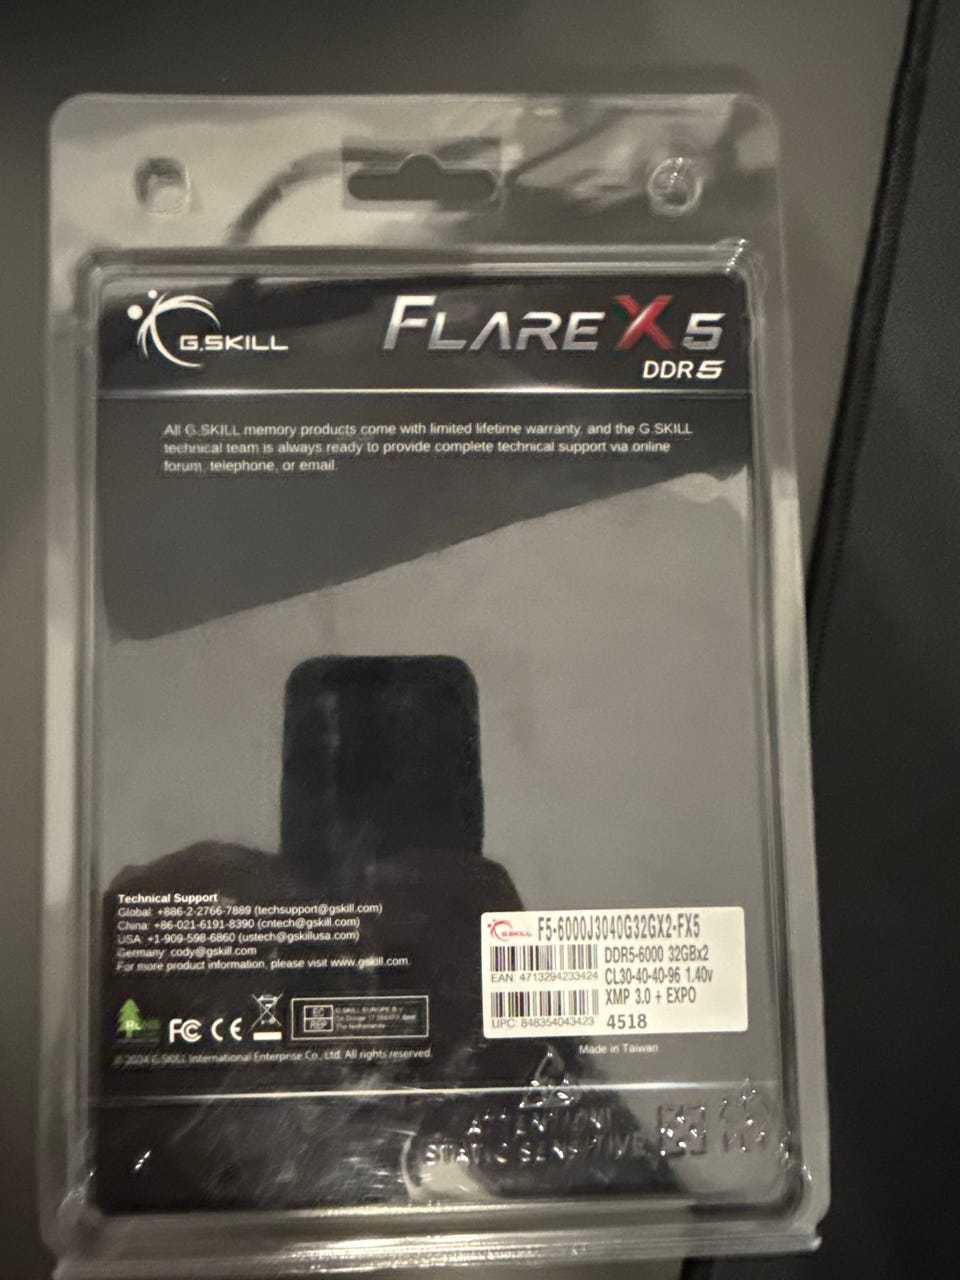 G.SKILL
FLARE X5
DDR5
All G.SKILL memory products come with limited lifetime warranty, and the G.SKILL
technical team is always ready to provide complete technical support via online
forum, telephone, or email.
Technical Support
Global: +886-2-2766-7889 (techsupport@gskill.com)
China: +86-021-6191-8390 (cntech@gskill.com)
USA: +1-909-598-6860 (ustech@gskillusa.com)
Germany: cody@gskill.com
For more product information, please visit www.gskill.com.
G.SKILL
F5-6000J3040G32GX2-FX5
DDR5-6000 32GBx2
EAN: 4713294233424
CL30-40-40-96 1.40v
XMP 3.0 + EXPO
UPC: 848354043423
4518
RoHS
FC CE
EC REP
G.SKILL EUROPE B.V.
The Netherlands
© 2024 G.SKILL International Enterprise Co., Ltd. All rights reserved.
Made in Taiwan
STATIC SENSITIVE